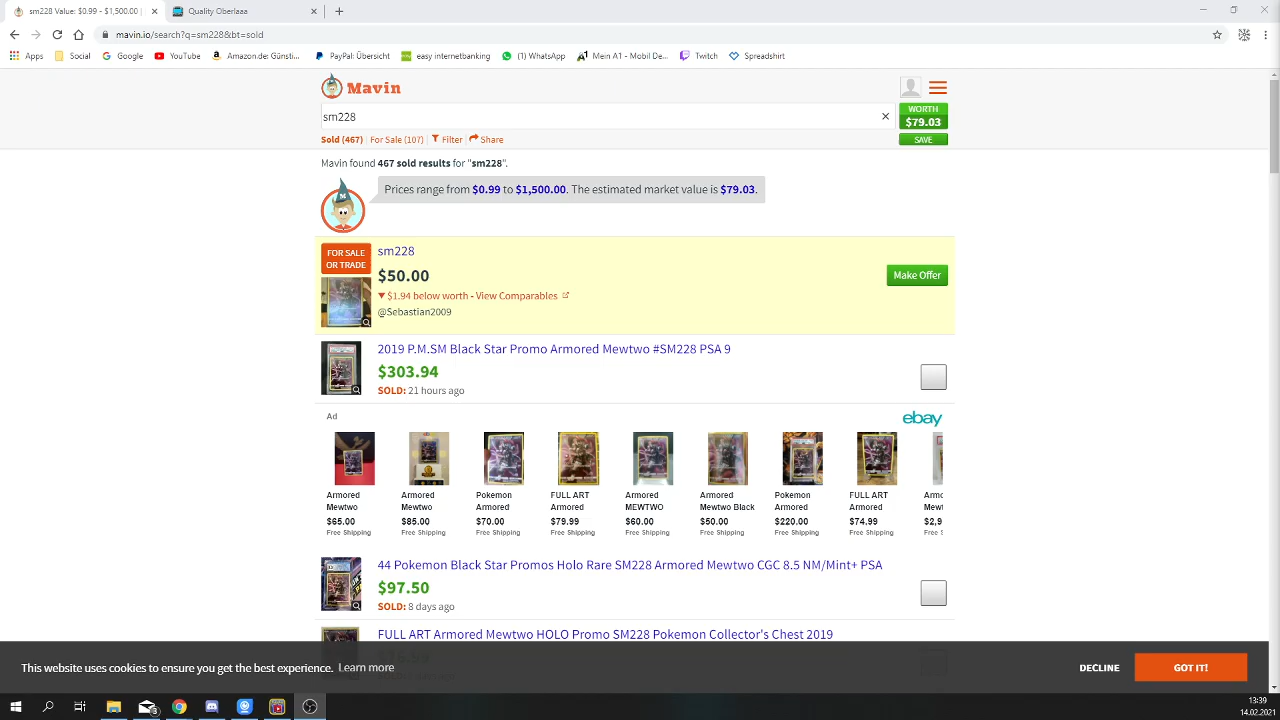 sm228 Value: $0.99 - $1,500.00 |
Quality Oberlaa
mavin.io/search?q=sm228&bt=sold
Apps Social Google YouTube Amazon.de: Günsti... PayPal: Übersicht easy internetbanking (1) WhatsApp Mein A1 - Mobil De... Twitch Spreadshirt
Mavin
sm228
WORTH
$79.03
Sold (467) For Sale (107) Filter Share
SAVE
Mavin found 467 sold results for "sm228".
Prices range from $0.99 to $1,500.00. The estimated market value is $79.03.
FOR SALE
OR TRADE
sm228
$50.00
$1.94 below worth - View Comparables
@Sebastian2009
Make Offer
2019 P.M.SM Black Star Promo Armored Mewtwo #SM228 PSA 9
$303.94
SOLD: 21 hours ago
Ad
ebay
Armored
Mewtwo
$65.00
Free Shipping
Armored
Mewtwo
$85.00
Free Shipping
Pokemon
Armored
$70.00
Free Shipping
FULL ART
Armored
$79.99
Free Shipping
Armored
MEWTWO
$60.00
Free Shipping
Armored
Mewtwo Black
$50.00
Free Shipping
Pokemon
Armored
$220.00
Free Shipping
FULL ART
Armored
$74.99
Free Shipping
44 Pokemon Black Star Promos Holo Rare SM228 Armored Mewtwo CGC 8.5 NM/Mint+ PSA
$97.50
SOLD: 8 days ago
FULL ART Armored Mewtwo HOLO Promo SM228 Pokemon Collector's Chest 2019
This website uses cookies to ensure you get the best experience. Learn more
DECLINE
GOT IT!
13:39
14.02.2021